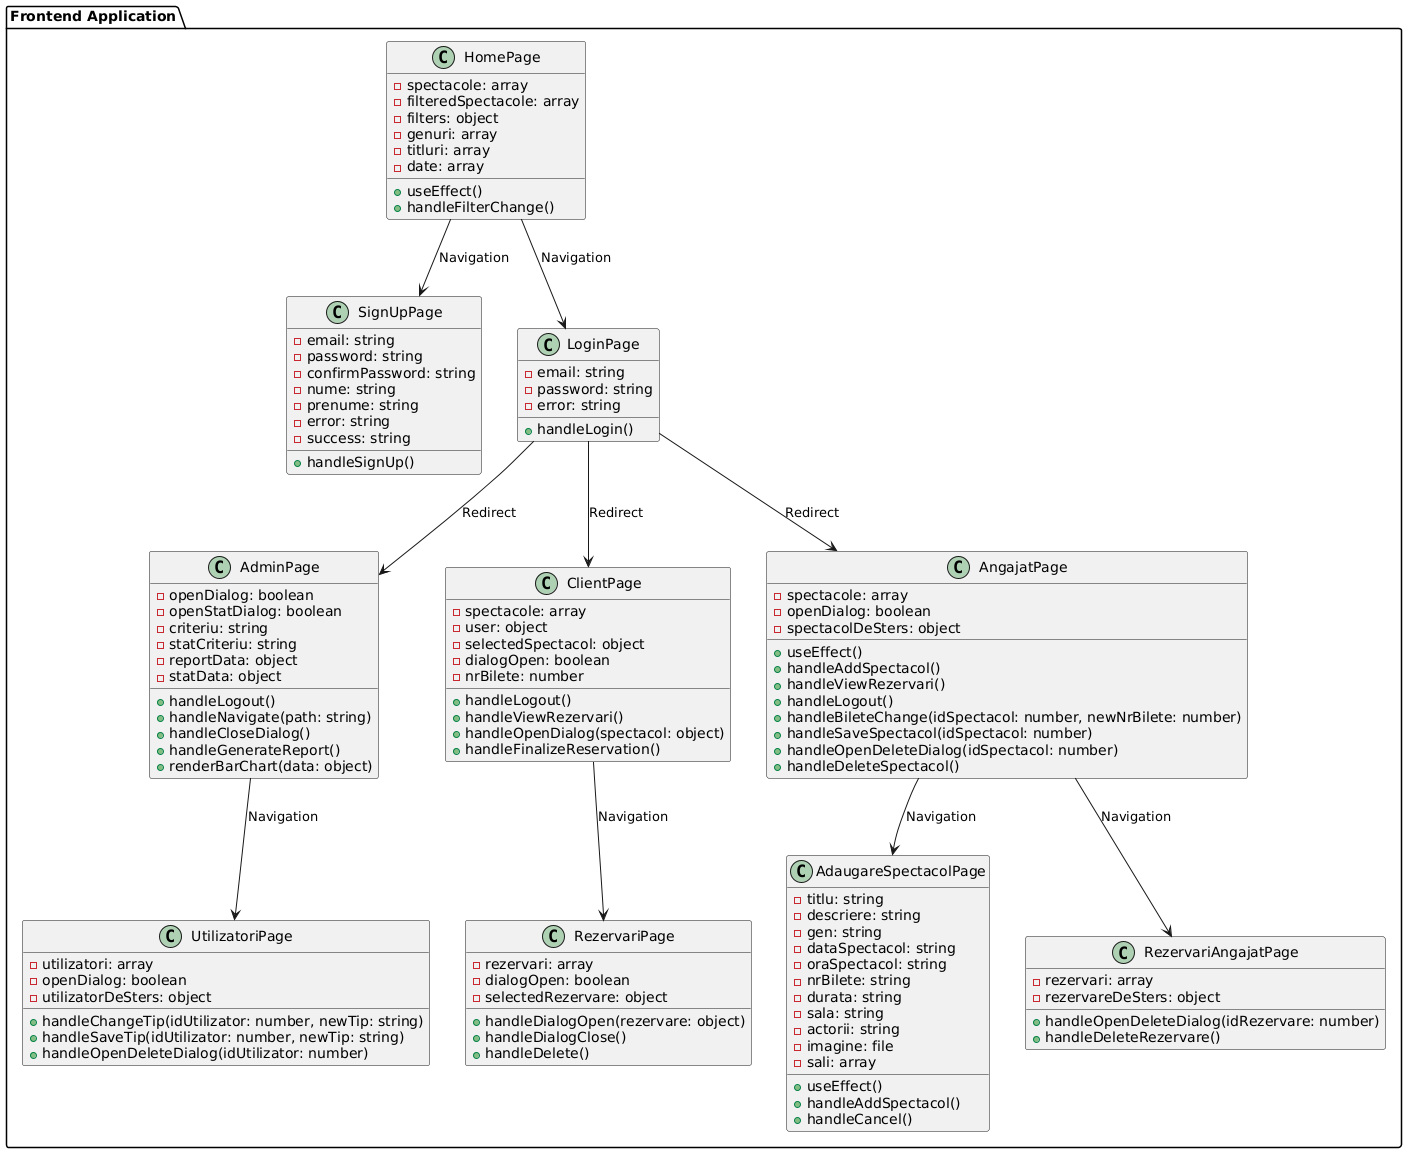 Frontend Application
C HomePage
spectacole: array
filteredSpectacole: array
filters: object
genuri: array
titluri: array
date: array
useEffect()
handleFilterChange()
Navigation
Navigation
C SignUpPage
email: string
password: string
confirmPassword: string
nume: string
prenume: string
error: string
success: string
handleSignUp()
C LoginPage
email: string
password: string
error: string
handleLogin()
Redirect
Redirect
Redirect
C AdminPage
openDialog: boolean
openStatDialog: boolean
criteriu: string
statCriteriu: string
reportData: object
statData: object
handleLogout()
handleNavigate(path: string)
handleCloseDialog()
handleGenerateReport()
renderBarChart(data: object)
C ClientPage
spectacole: array
user: object
selectedSpectacol: object
dialogOpen: boolean
nrBilete: number
handleLogout()
handleViewRezervari()
handleOpenDialog(spectacol: object)
handleFinalizeReservation()
C AngajatPage
spectacole: array
openDialog: boolean
spectacolDeSters: object
useEffect()
handleAddSpectacol()
handleViewRezervari()
handleLogout()
handleBileteChange(idSpectacol: number, newNrBilete: number)
handleSaveSpectacol(idSpectacol: number)
handleOpenDeleteDialog(idSpectacol: number)
handleDeleteSpectacol()
Navigation
Navigation
Navigation
Navigation
C UtilizatoriPage
utilizatori: array
openDialog: boolean
utilizatorDeSters: object
handleChangeTip(idUtilizator: number, newTip: string)
handleSaveTip(idUtilizator: number, newTip: string)
handleOpenDeleteDialog(idUtilizator: number)
C RezervariPage
rezervari: array
dialogOpen: boolean
selectedRezervare: object
handleDialogOpen(rezervare: object)
handleDialogClose()
handleDelete()
C AdaugareSpectacolPage
titlu: string
descriere: string
gen: string
dataSpectacol: string
oraSpectacol: string
nrBilete: string
durata: string
sala: string
actorii: string
imagine: file
sali: array
useEffect()
handleAddSpectacol()
handleCancel()
C RezervariAngajatPage
rezervari: array
rezervareDeSters: object
handleOpenDeleteDialog(idRezervare: number)
handleDeleteRezervare()